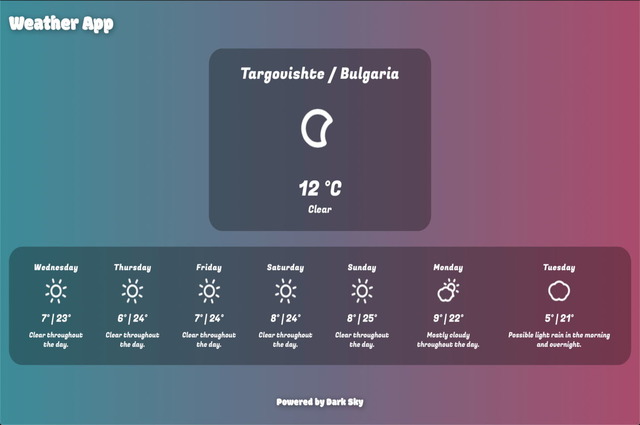 Weather App
Targovishte / Bulgaria
12 °C
Clear
Wednesday
7° | 23°
Clear throughout
the day.
Thursday
6° | 24°
Clear throughout
the day.
Friday
7° | 24°
Clear throughout
the day.
Saturday
8° | 24°
Clear throughout
the day.
Sunday
8° | 25°
Clear throughout
the day.
Monday
9° | 22°
Mostly cloudy
throughout the day.
Tuesday
5° | 21°
Possible light rain in the morning
and overnight.
Powered by Dark Sky